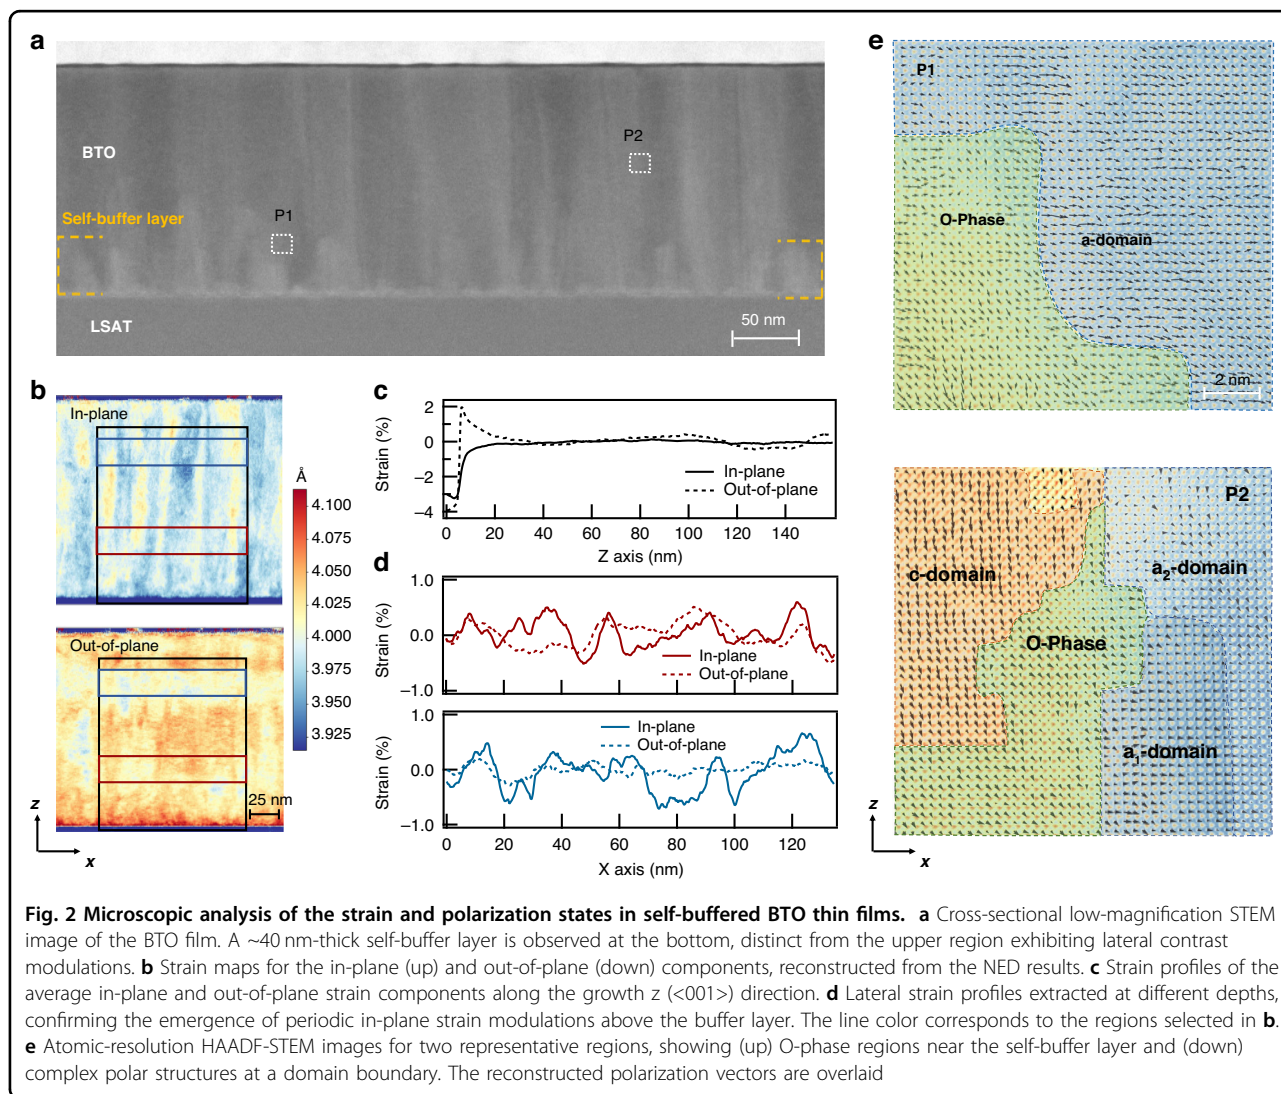 a
BTO
P2
P1
Self-buffer layer
LSAT
50 nm
e
P1
O-Phase
a-domain
2 nm
b
In-plane
Out-of-plane
25 nm
Å
4.100
4.075
4.050
4.025
4.000
3.975
3.950
3.925
z
x
c
Strain (%)
2
0
−2
−4
In-plane
Out-of-plane
0 20 40 60 80 100 120 140
Z axis (nm)
d
Strain (%)
1.0
0.0
−1.0
In-plane
Out-of-plane
Strain (%)
1.0
0.0
−1.0
In-plane
Out-of-plane
0 20 40 60 80 100 120
X axis (nm)
P2
c-domain
a2-domain
O-Phase
a1-domain
z
x
Fig. 2 Microscopic analysis of the strain and polarization states in self-buffered BTO thin films. a Cross-sectional low-magnification STEM
image of the BTO film. A ~40 nm-thick self-buffer layer is observed at the bottom, distinct from the upper region exhibiting lateral contrast
modulations. b Strain maps for the in-plane (up) and out-of-plane (down) components, reconstructed from the NED results. c Strain profiles of the
average in-plane and out-of-plane strain components along the growth z (<001>) direction. d Lateral strain profiles extracted at different depths,
confirming the emergence of periodic in-plane strain modulations above the buffer layer. The line color corresponds to the regions selected in b.
e Atomic-resolution HAADF-STEM images for two representative regions, showing (up) O-phase regions near the self-buffer layer and (down)
complex polar structures at a domain boundary. The reconstructed polarization vectors are overlaid